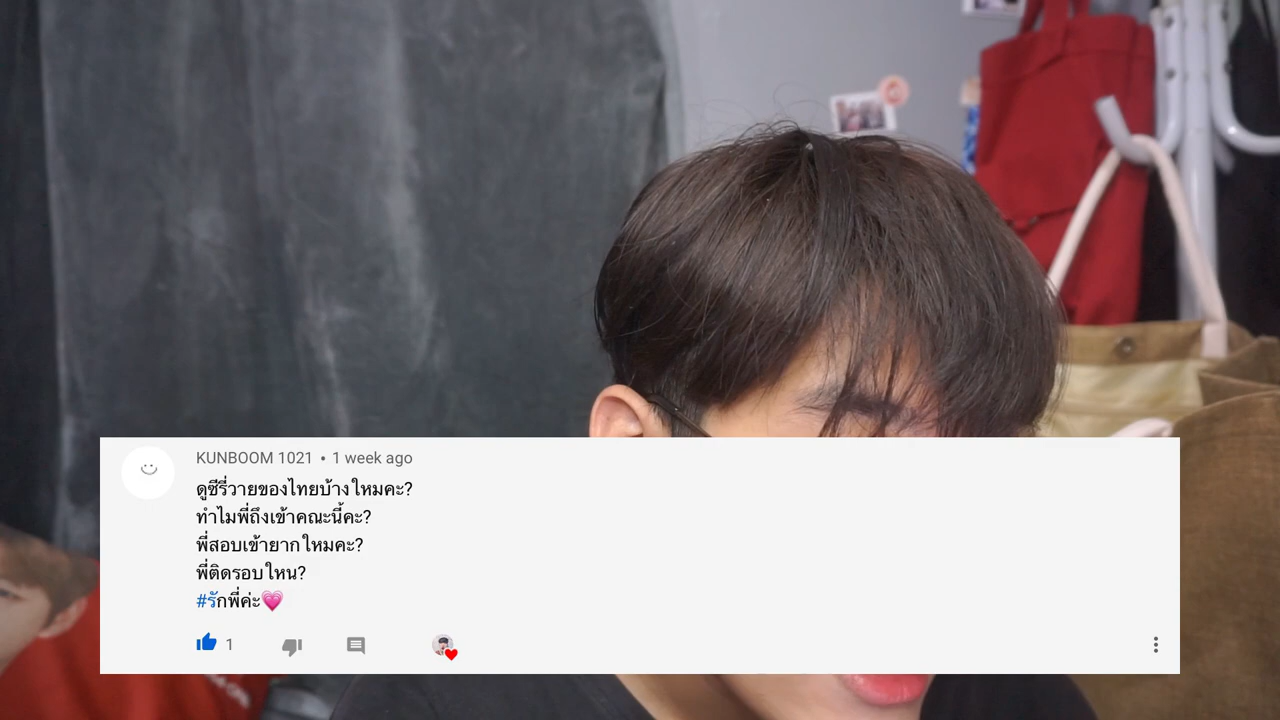 KUNBOOM 1021 • 1 week ago
ดูซีรี่วายของไทยบ้างใหมคะ?
ทำไมพี่ถึงเข้าคณะนี้คะ?
พี่สอบเข้ายากใหมคะ?
พี่ติดรอบใหน?
#รักพี่ค่ะ💗
1